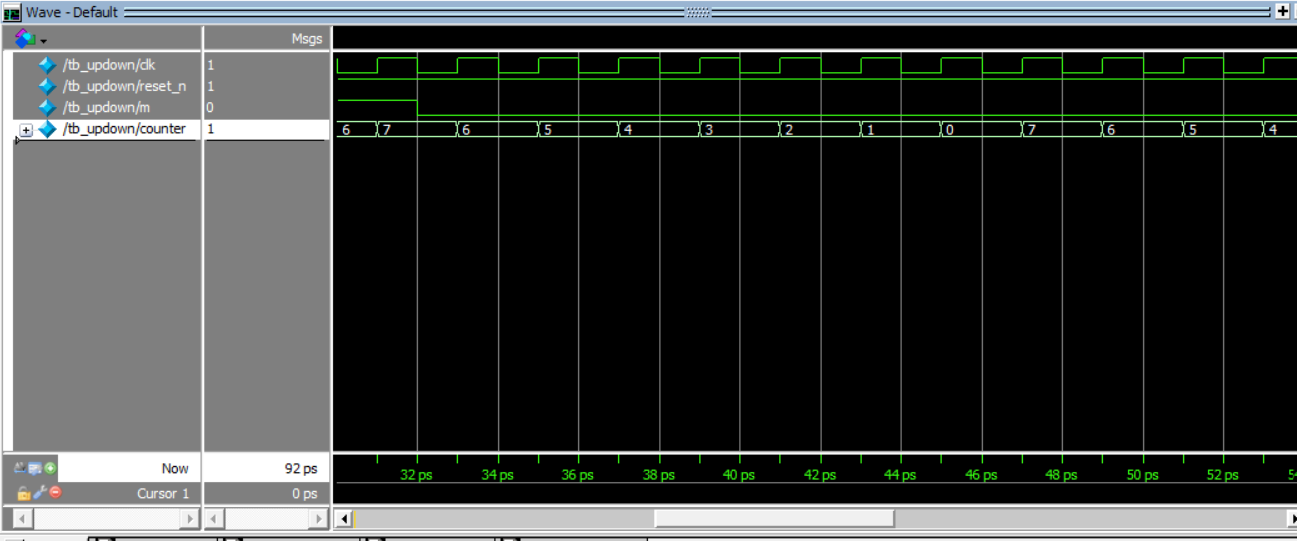 Wave - Default
Msgs
/tb_updown/clk 1
/tb_updown/reset_n 1
/tb_updown/m 0
/tb_updown/counter 1 6 7 6 5 4 3 2 1 0 7 6 5 4
Now 92 ps 32 ps 34 ps 36 ps 38 ps 40 ps 42 ps 44 ps 46 ps 48 ps 50 ps 52 ps
Cursor 1 0 ps